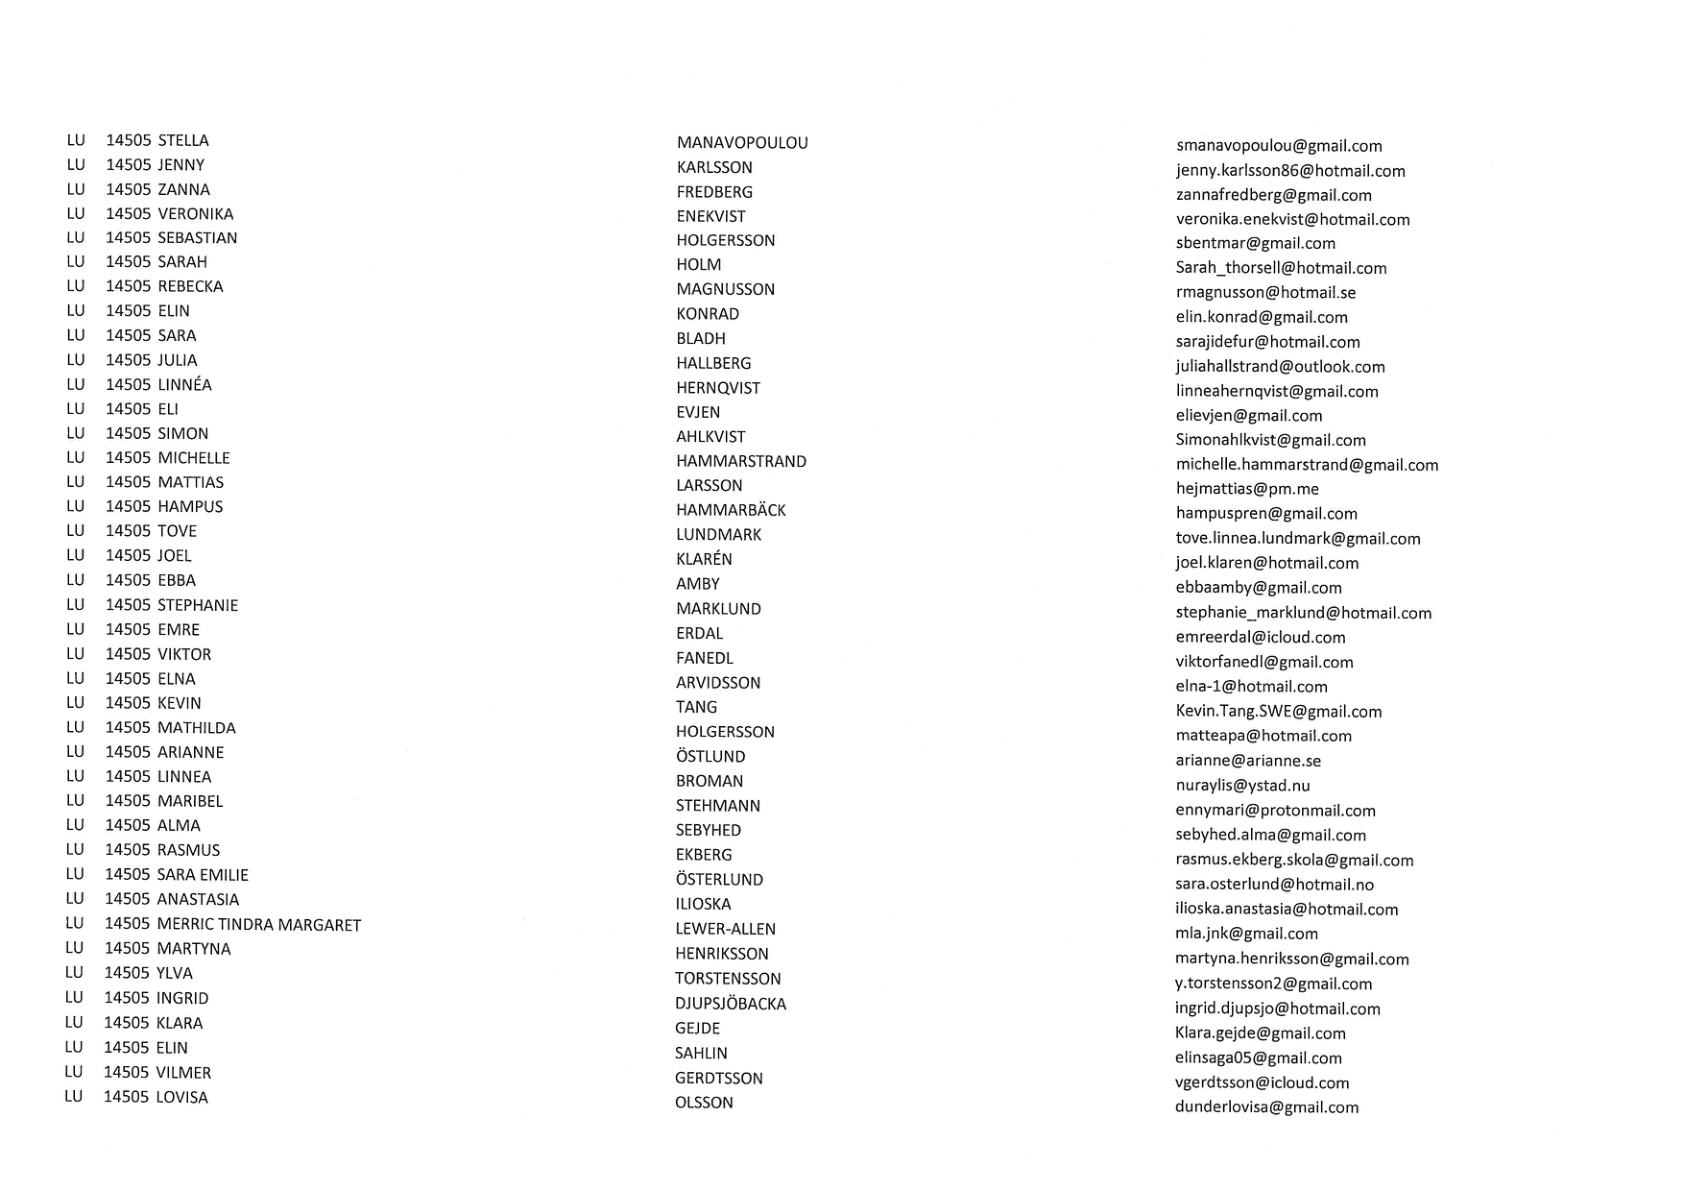 LU 14505 STELLA MANAVOPOULOU smanavopoulou@gmail.com
LU 14505 JENNY KARLSSON jenny.karlsson86@hotmail.com
LU 14505 ZANNA FREDBERG zannafredberg@gmail.com
LU 14505 VERONIKA ENEKVIST veronika.enekvist@hotmail.com
LU 14505 SEBASTIAN HOLGERSSON sbentmar@gmail.com
LU 14505 SARAH HOLM Sarah_thorsell@hotmail.com
LU 14505 REBECKA MAGNUSSON rmagnusson@hotmail.se
LU 14505 ELIN KONRAD elin.konrad@gmail.com
LU 14505 SARA BLADH sarajidefur@hotmail.com
LU 14505 JULIA HALLBERG juliahallstrand@outlook.com
LU 14505 LINNÉA HERNQVIST linneahernqvist@gmail.com
LU 14505 ELI EVJEN elievjen@gmail.com
LU 14505 SIMON AHLKVIST Simonahlkvist@gmail.com
LU 14505 MICHELLE HAMMARSTRAND michelle.hammarstrand@gmail.com
LU 14505 MATTIAS LARSSON hejmattias@pm.me
LU 14505 HAMPUS HAMMARBÄCK hampuspren@gmail.com
LU 14505 TOVE LUNDMARK tove.linnea.lundmark@gmail.com
LU 14505 JOEL KLARÉN joel.klaren@hotmail.com
LU 14505 EBBA AMBY ebbaamby@gmail.com
LU 14505 STEPHANIE MARKLUND stephanie_marklund@hotmail.com
LU 14505 EMRE ERDAL emreerdal@icloud.com
LU 14505 VIKTOR FANEDL viktorfanedl@gmail.com
LU 14505 ELNA ARVIDSSON elna-1@hotmail.com
LU 14505 KEVIN TANG Kevin.Tang.SWE@gmail.com
LU 14505 MATHILDA HOLGERSSON matteapa@hotmail.com
LU 14505 ARIANNE ÖSTLUND arianne@arianne.se
LU 14505 LINNEA BROMAN nuraylis@ystad.nu
LU 14505 MARIBEL STEHMANN ennymari@protonmail.com
LU 14505 ALMA SEBYHED sebyhed.alma@gmail.com
LU 14505 RASMUS EKBERG rasmus.ekberg.skola@gmail.com
LU 14505 SARA EMILIE ÖSTERLUND sara.osterlund@hotmail.no
LU 14505 ANASTASIA ILIOSKA ilioska.anastasia@hotmail.com
LU 14505 MERRIC TINDRA MARGARET LEWER-ALLEN mla.jnk@gmail.com
LU 14505 MARTYNA HENRIKSSON martyna.henriksson@gmail.com
LU 14505 YLVA TORSTENSSON y.torstensson2@gmail.com
LU 14505 INGRID DJUPSJÖBACKA ingrid.djupsjo@hotmail.com
LU 14505 KLARA GEJDE Klara.gejde@gmail.com
LU 14505 ELIN SAHLIN elinsaga05@gmail.com
LU 14505 VILMER GERDTSSON vgerdtsson@icloud.com
LU 14505 LOVISA OLSSON dunderlovisa@gmail.com